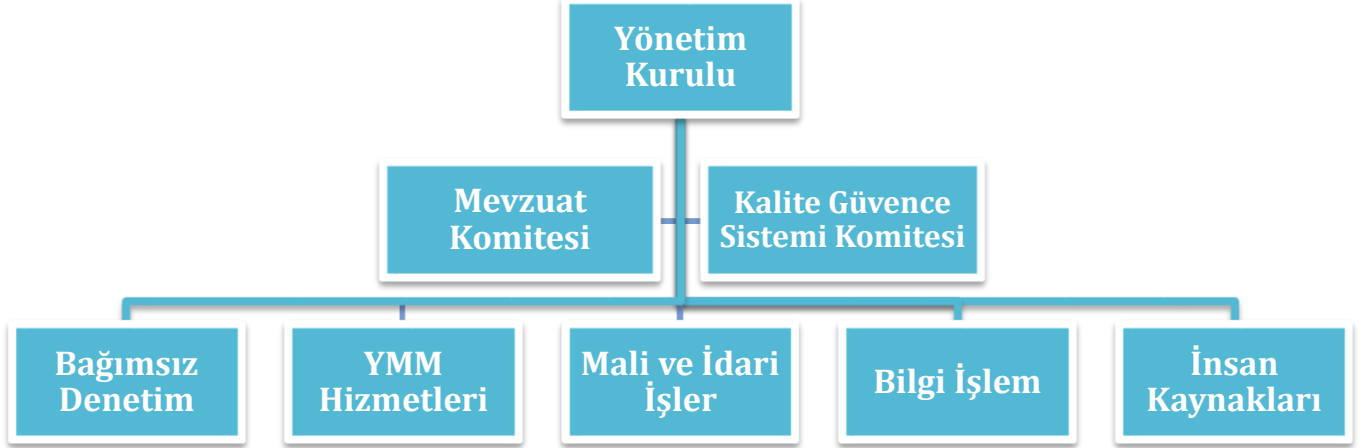 Yönetim
Kurulu
Mevzuat
Komitesi
Kalite Güvence
Sistemi Komitesi
Bağımsız
Denetim
YMM
Hizmetleri
Mali ve İdari
İşler
Bilgi İşlem
İnsan
Kaynakları